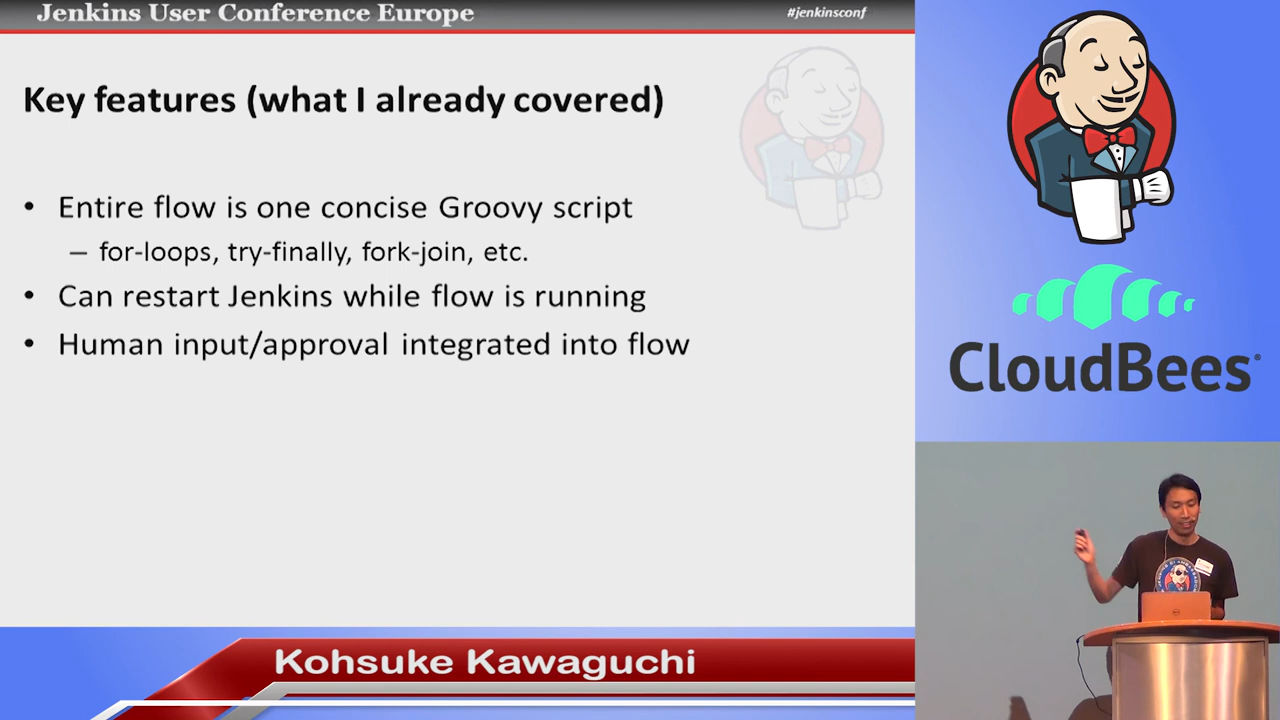 Jenkins User Conference Europe
#jenkinsconf
Key features (what I already covered)
• Entire flow is one concise Groovy script
– for-loops, try-finally, fork-join, etc.
• Can restart Jenkins while flow is running
• Human input/approval integrated into flow
CloudBees®
Kohsuke Kawaguchi